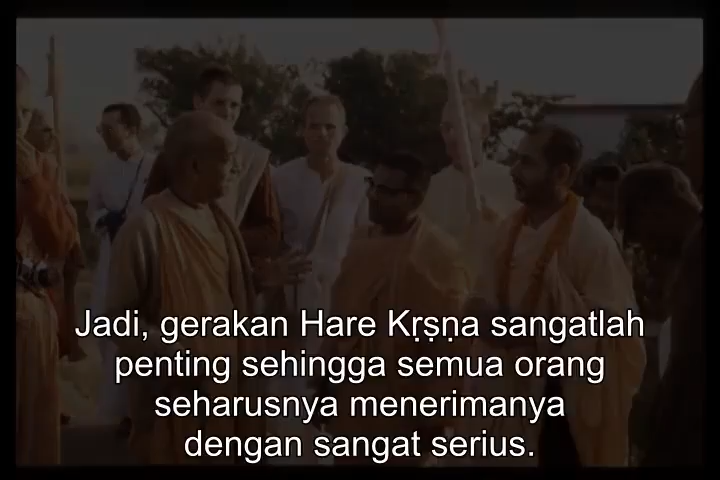 Jadi, gerakan Hare Kṛṣṇa sangatlah
penting sehingga semua orang
seharusnya menerimanya
dengan sangat serius.